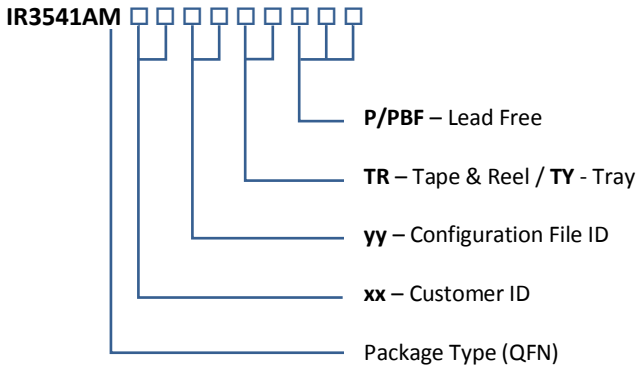 IR3541AM
P/PBF – Lead Free
TR – Tape & Reel / TY - Tray
yy – Configuration File ID
xx – Customer ID
Package Type (QFN)